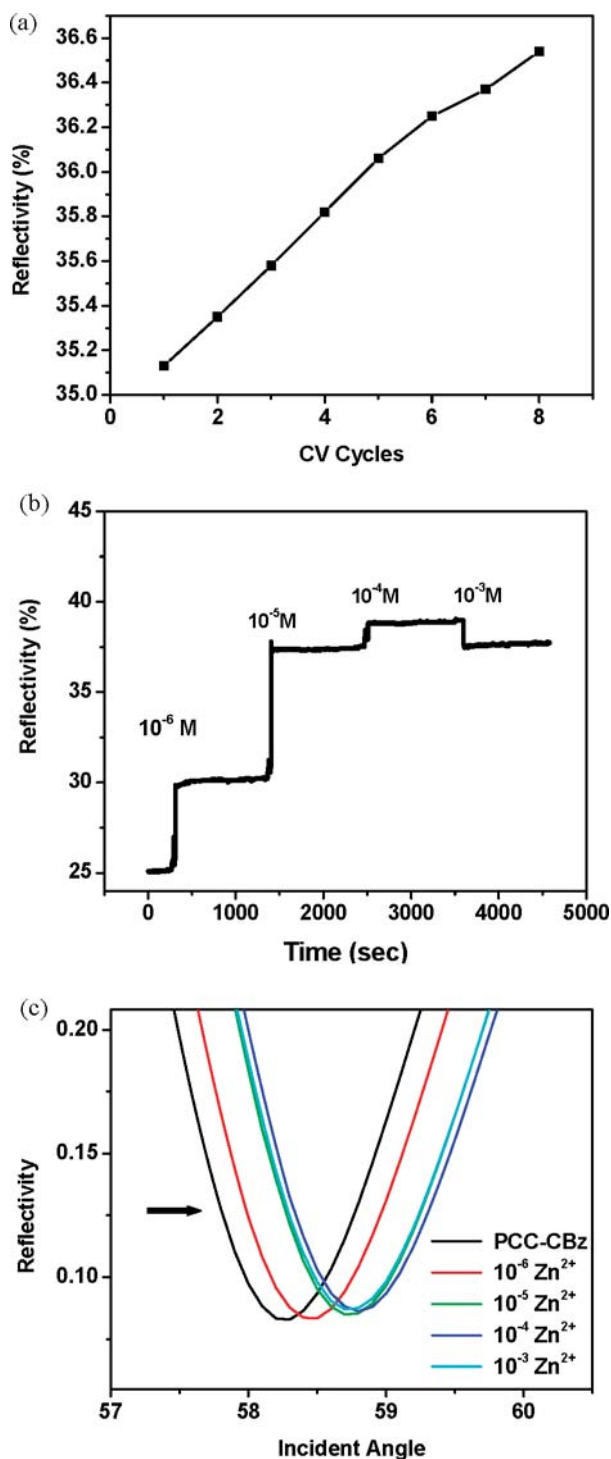 (a)
Reflectivity (%)
36.6
36.4
36.2
36.0
35.8
35.6
35.4
35.2
35.0
0 2 4 6 8
CV Cycles
(b)
Reflectivity (%)
45
40
35
30
25
10⁻⁶ M
10⁻⁵M
10⁻⁴M
10⁻³M
0 1000 2000 3000 4000 5000
Time (sec)
(c)
Reflectivity
0.20
0.15
0.10
PCC-CBz
10⁻⁶ Zn²⁺
10⁻⁵ Zn²⁺
10⁻⁴ Zn²⁺
10⁻³ Zn²⁺
57 58 59 60
Incident Angle